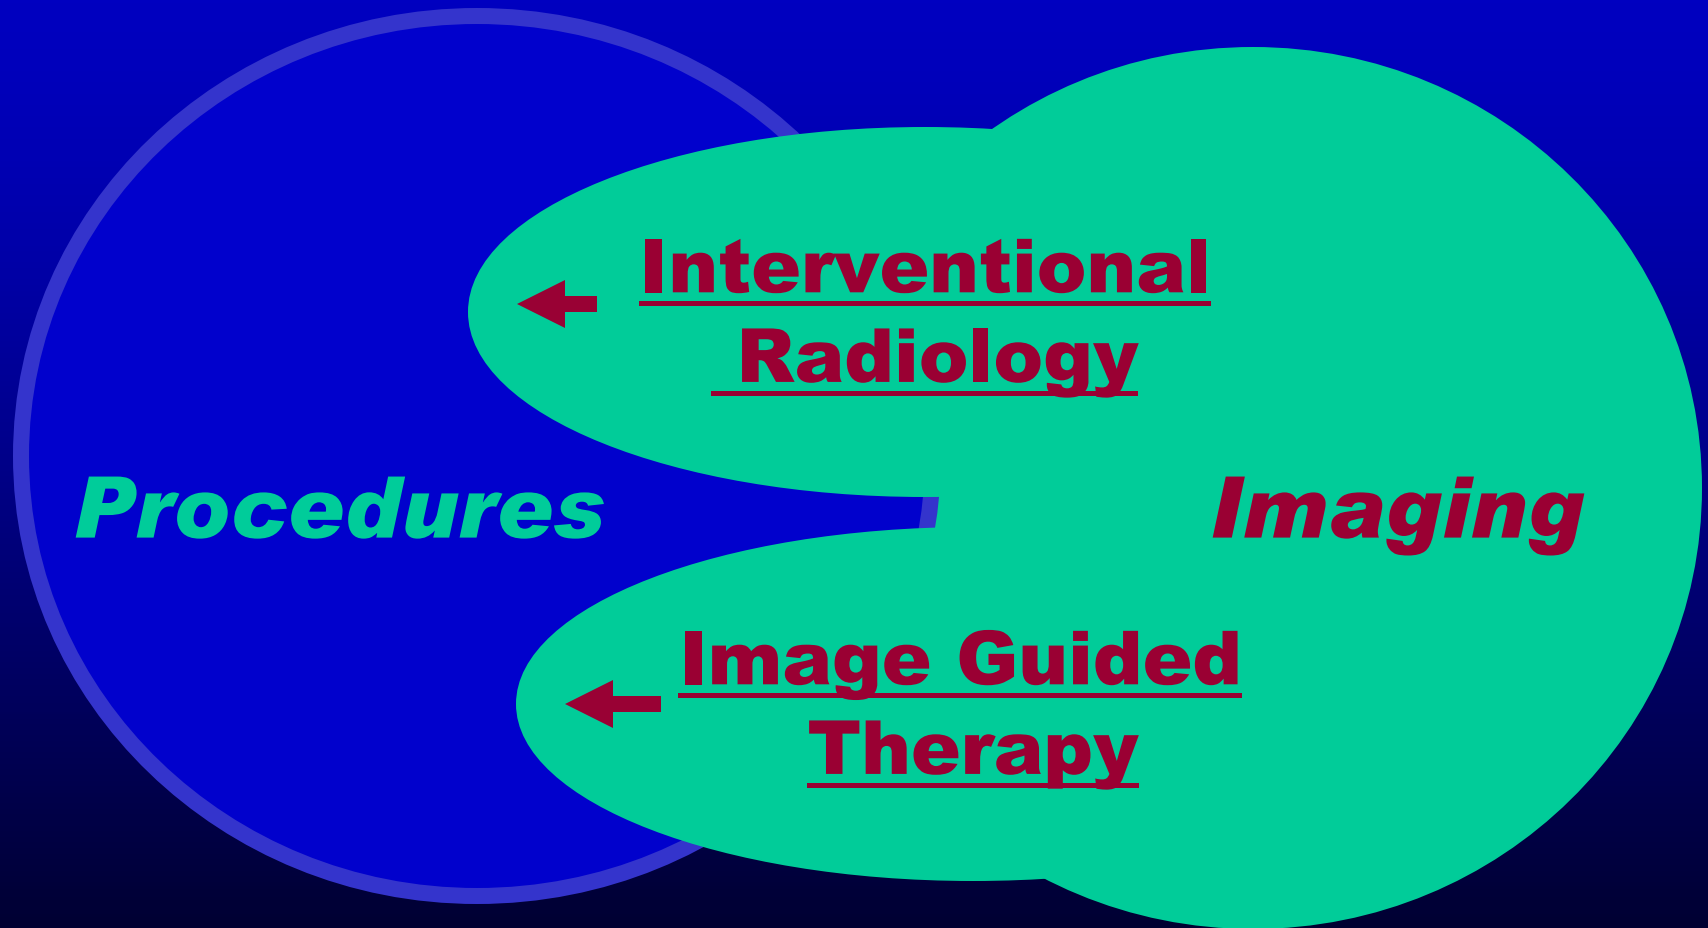 Interventional
Radiology
Procedures
Imaging
Image Guided
Therapy